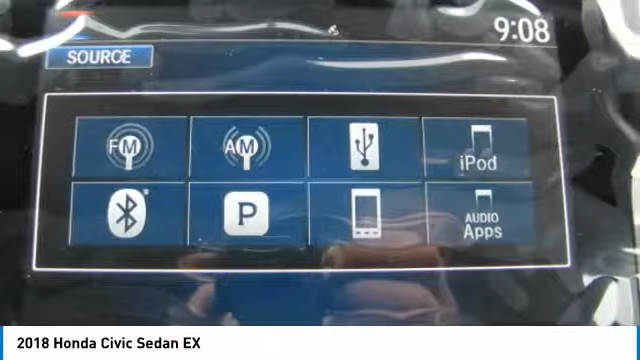 9:08
SOURCE
FM
AM
iPod
P
AUDIO
Apps
2018 Honda Civic Sedan EX